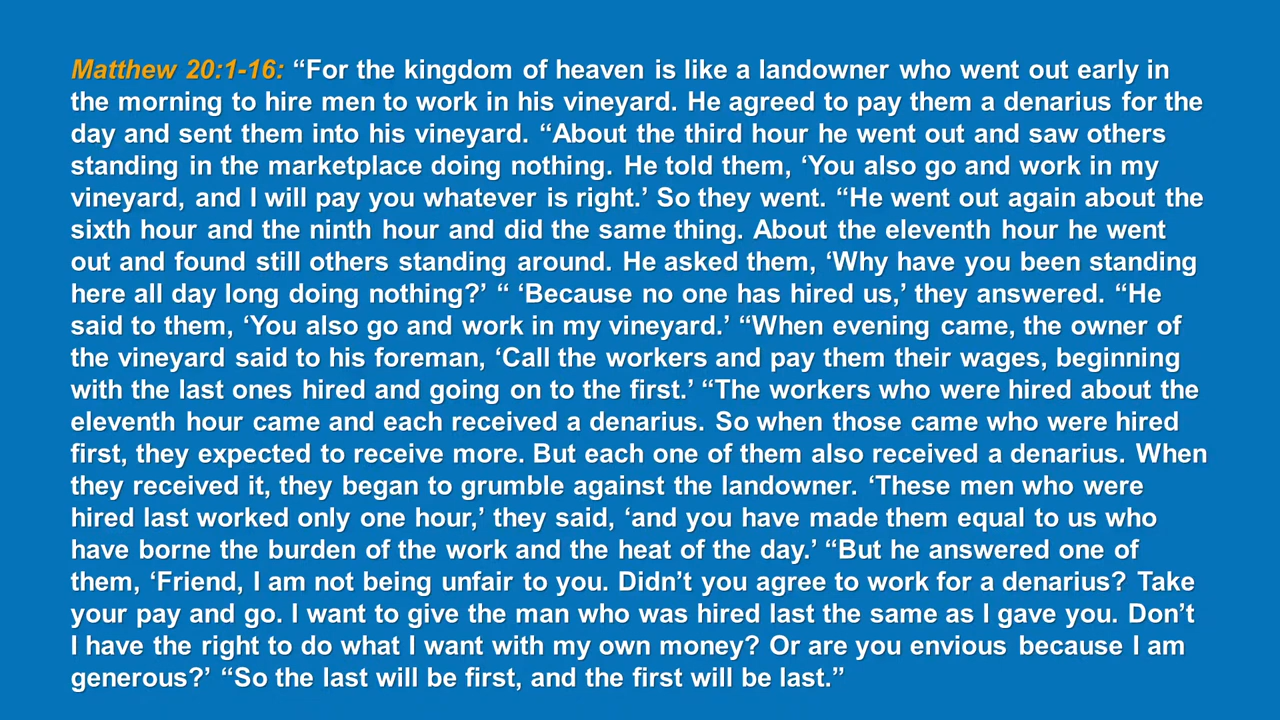 Matthew 20:1-16: “For the kingdom of heaven is like a landowner who went out early in
the morning to hire men to work in his vineyard. He agreed to pay them a denarius for the
day and sent them into his vineyard. “About the third hour he went out and saw others
standing in the marketplace doing nothing. He told them, ‘You also go and work in my
vineyard, and I will pay you whatever is right.’ So they went. “He went out again about the
sixth hour and the ninth hour and did the same thing. About the eleventh hour he went
out and found still others standing around. He asked them, ‘Why have you been standing
here all day long doing nothing?’ “ ‘Because no one has hired us,’ they answered. “He
said to them, ‘You also go and work in my vineyard.’ “When evening came, the owner of
the vineyard said to his foreman, ‘Call the workers and pay them their wages, beginning
with the last ones hired and going on to the first.’ “The workers who were hired about the
eleventh hour came and each received a denarius. So when those came who were hired
first, they expected to receive more. But each one of them also received a denarius. When
they received it, they began to grumble against the landowner. ‘These men who were
hired last worked only one hour,’ they said, ‘and you have made them equal to us who
have borne the burden of the work and the heat of the day.’ “But he answered one of
them, ‘Friend, I am not being unfair to you. Didn’t you agree to work for a denarius? Take
your pay and go. I want to give the man who was hired last the same as I gave you. Don’t
I have the right to do what I want with my own money? Or are you envious because I am
generous?’ “So the last will be first, and the first will be last.”